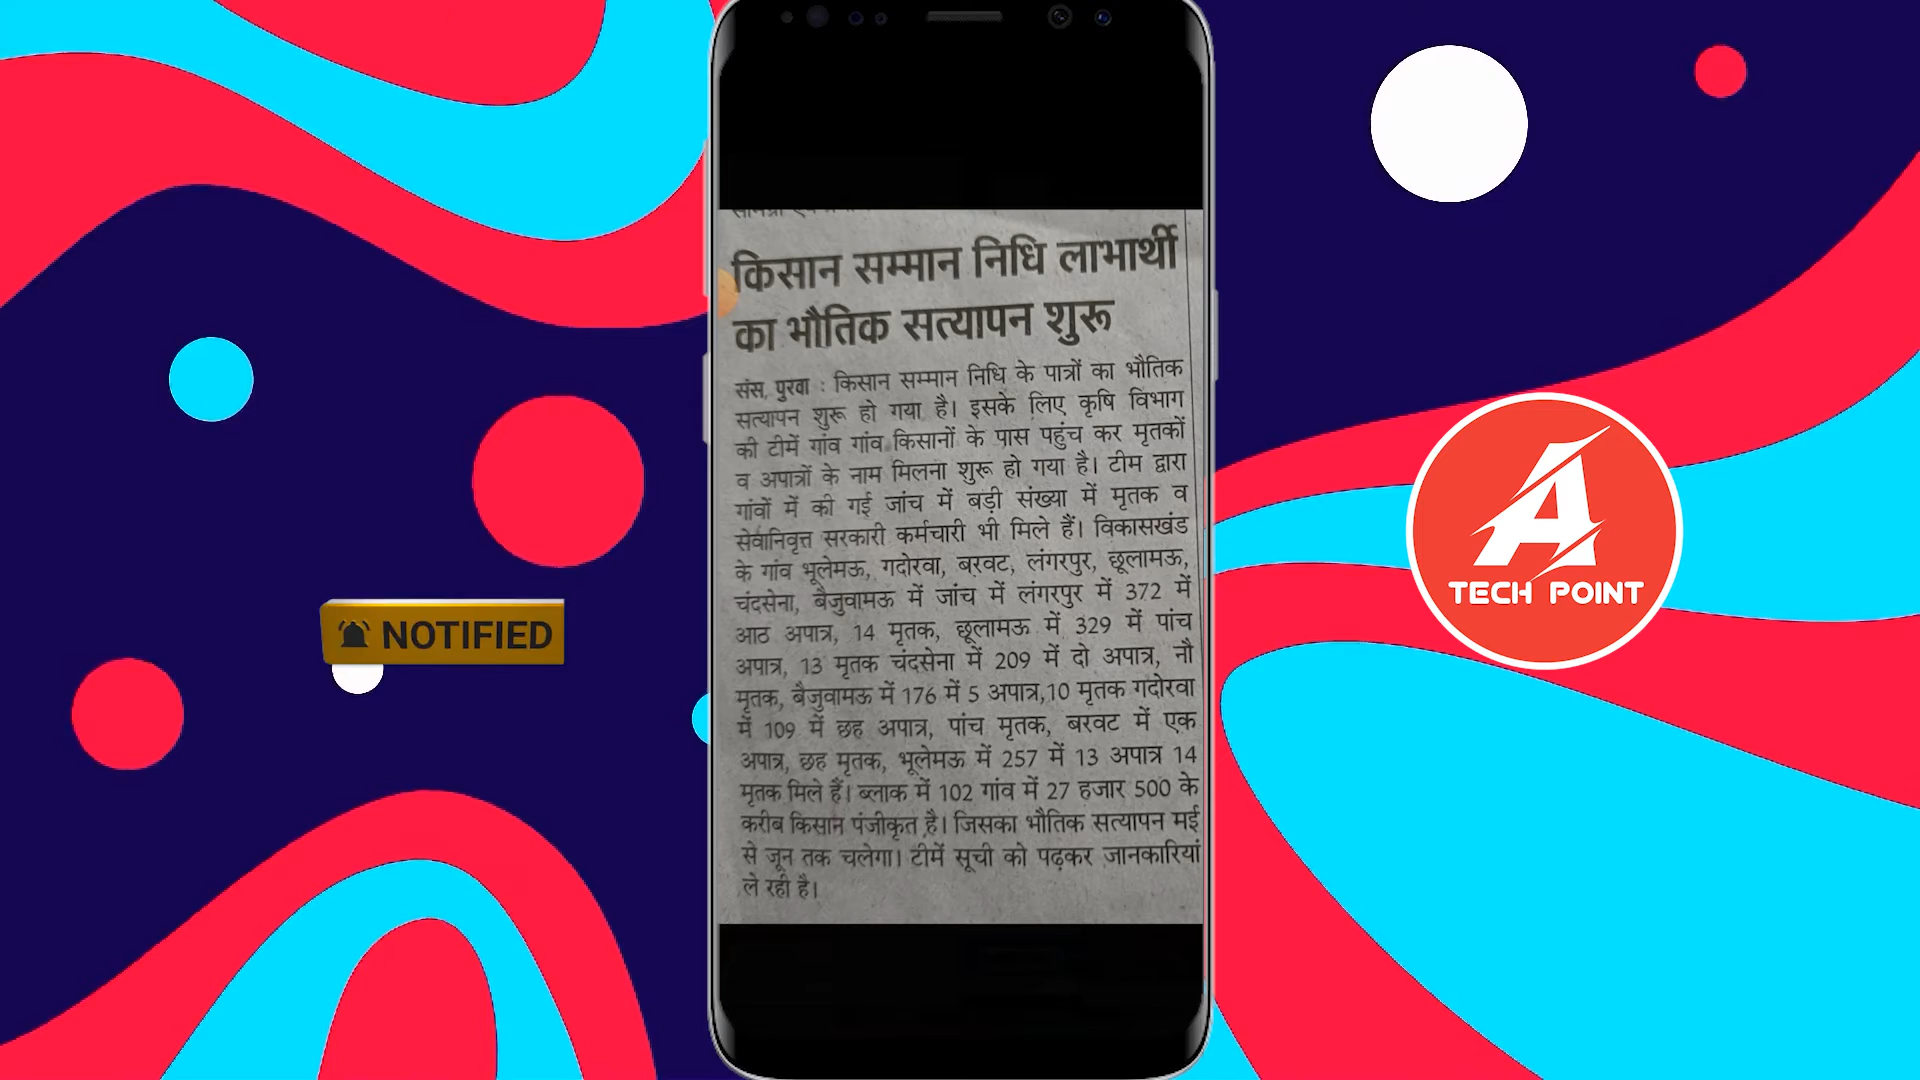 किसान सम्मान निधि लाभार्थी
का भौतिक सत्यापन शुरू
संस, पुरवा : किसान सम्मान निधि के पात्रों का भौतिक
सत्यापन शुरू हो गया है। इसके लिए कृषि विभाग
की टीमें गांव गांव किसानों के पास पहुंच कर मृतकों
व अपात्रों के नाम मिलना शुरू हो गया है। टीम द्वारा
गांवों में की गई जांच में बड़ी संख्या में मृतक व
सेवानिवृत्त सरकारी कर्मचारी भी मिले हैं। विकासखंड
के गांव भूलेमऊ, गदोरवा, बरवट, लंगरपुर, छूलामऊ,
चंदसेना, बैजुवामऊ में जांच में लंगरपुर में 372 में
आठ अपात्र, 14 मृतक, छूलामऊ में 329 में पांच
अपात्र, 13 मृतक चंदसेना में 209 में दो अपात्र, नौ
मृतक, बैजुवामऊ में 176 में 5 अपात्र,10 मृतक गदोरवा
में 109 में छह अपात्र, पांच मृतक, बरवट में एक
अपात्र, छह मृतक, भूलेमऊ में 257 में 13 अपात्र 14
मृतक मिले हैं। ब्लाक में 102 गांव में 27 हजार 500 के
करीब किसान पंजीकृत है। जिसका भौतिक सत्यापन मई
से जून तक चलेगा। टीमें सूची को पढ़कर जानकारियां
ले रही है।
NOTIFIED
A
TECH POINT